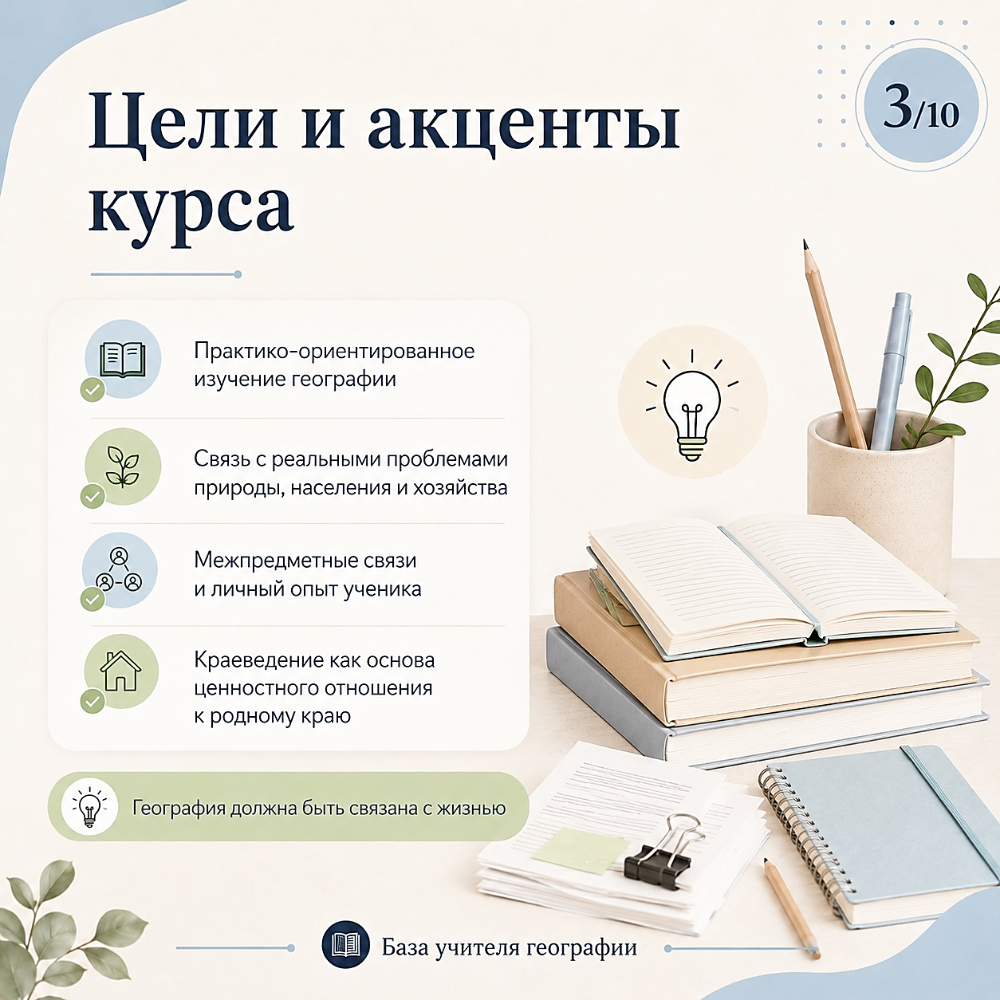 Цели и акценты
курса
3/10
Практико-ориентированное
изучение географии
Связь с реальными проблемами
природы, населения и хозяйства
Межпредметные связи
и личный опыт ученика
Краеведение как основа
ценностного отношения
к родному краю
География должна быть связана с жизнью
База учителя географии